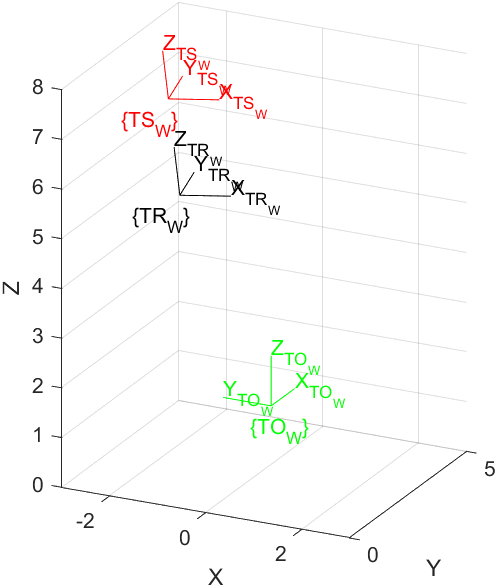 8
7
6
5
4
3
2
1
0
Z
-2
0
2
X
0
5
Y
Z_TS_W
Y_TS_W
X_TS_W
{TS_W}
Z_TR_W
Y_TR_W
X_TR_W
{TR_W}
Z_TO_W
X_TO_W
Y_TO_W
{TO_W}